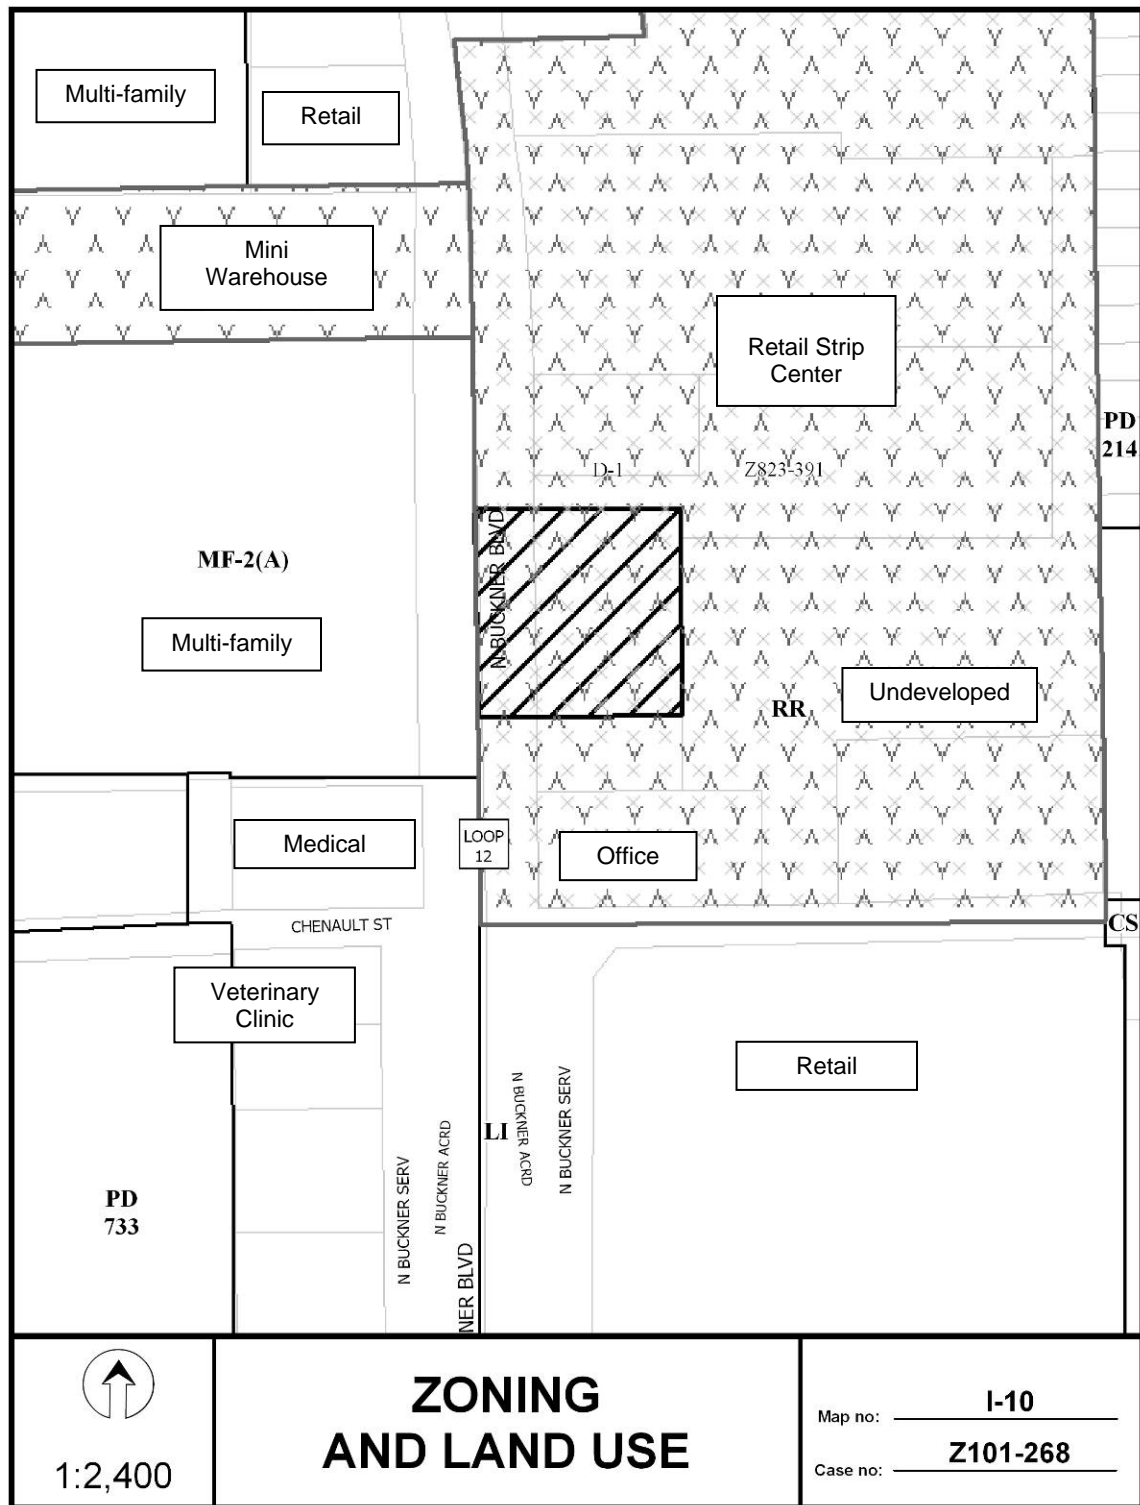 Multi-family
Retail
Mini
Warehouse
Retail Strip
Center
PD
214
D-1
Z823-391
N BUCKNER BLVD
MF-2(A)
Multi-family
Undeveloped
RR
Medical
LOOP
12
Office
CHENAULT ST
CS
Veterinary
Clinic
Retail
N BUCKNER SERV
N BUCKNER ACRD
LI
N BUCKNER ACRD
N BUCKNER SERV
PD
733
NER BLVD
1:2,400
ZONING
AND LAND USE
Map no: I-10
Case no: Z101-268